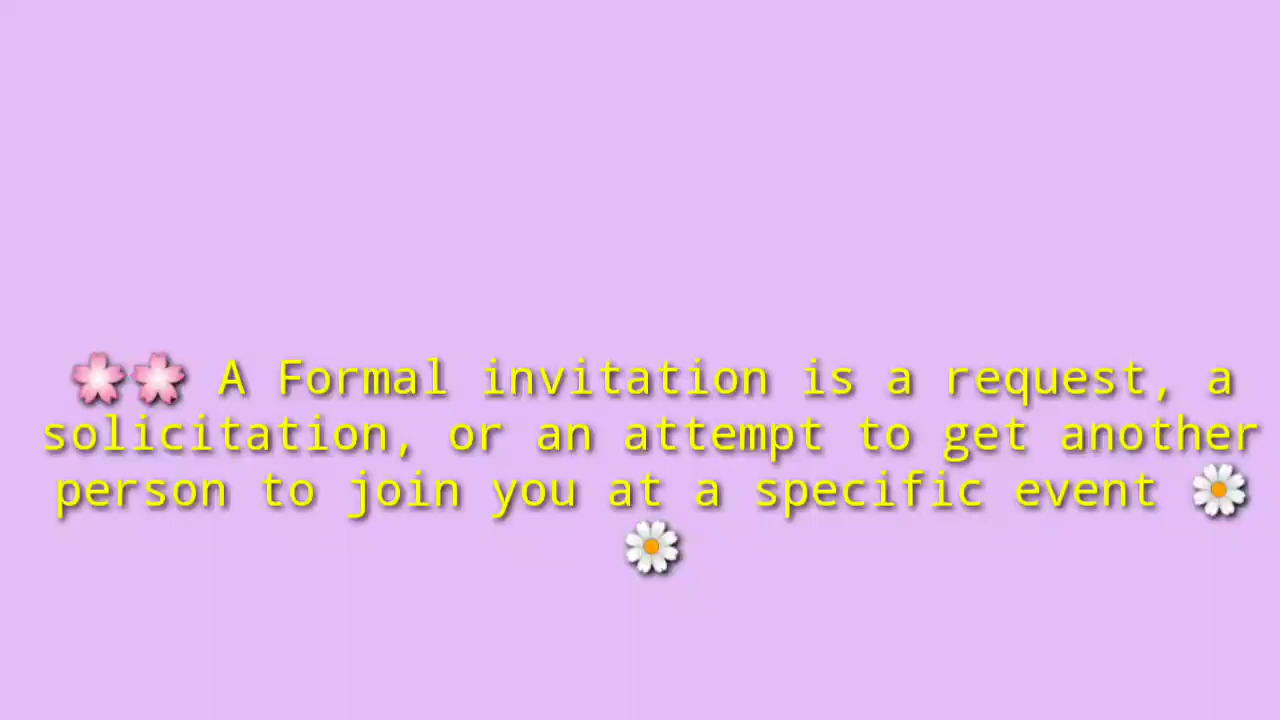 🌸🌸 A Formal invitation is a request, a
solicitation, or an attempt to get another
person to join you at a specific event 🌼
🌼